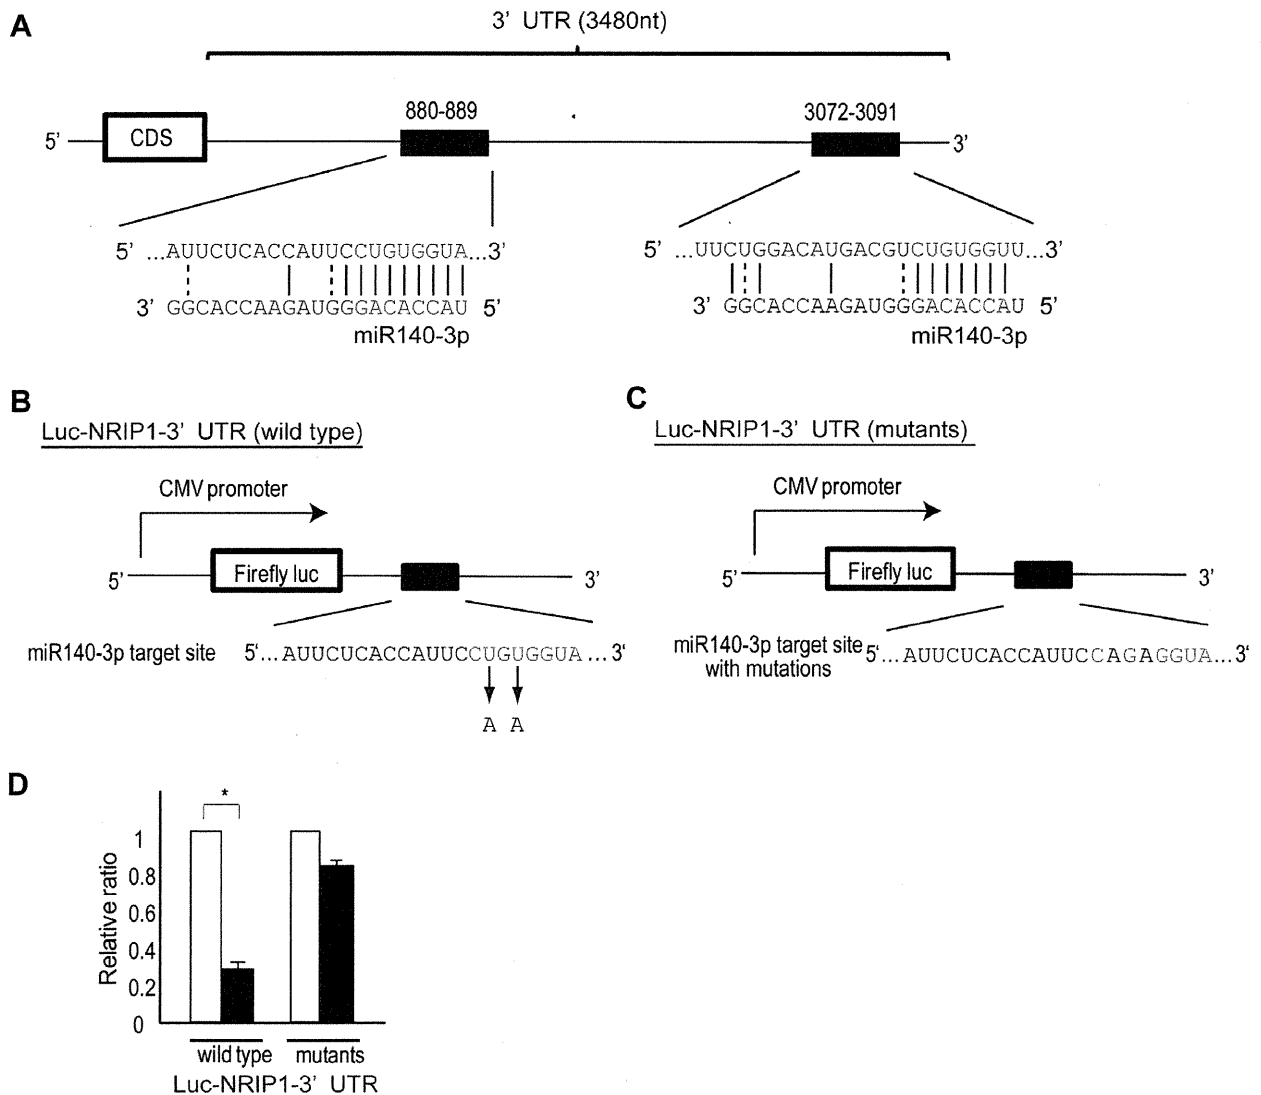 A
3' UTR (3480nt)
880-889
3072-3091
5'
CDS
3'
5' ...AUUCUCACCAUUCCUGUGGUA...3'
3' GGCACCAAGAUGGGACACCAU 5'
miR140-3p
5' ...UUCUGGACAUGACGUCUGUGGUU...3'
3' GGCACCAAGAUGGGACACCAU 5'
miR140-3p
B
Luc-NRIP1-3' UTR (wild type)
CMV promoter
5'
Firefly luc
3'
miR140-3p target site
5'...AUUCUCACCAUUCCUGUGGUA...3'
A A
C
Luc-NRIP1-3' UTR (mutants)
CMV promoter
5'
Firefly luc
3'
miR140-3p target site
with mutations
5'...AUUCUCACCAUUCCAGAGGUA...3'
D
*
Relative ratio
1
0.8
0.6
0.4
0.2
0
wild type
mutants
Luc-NRIP1-3' UTR